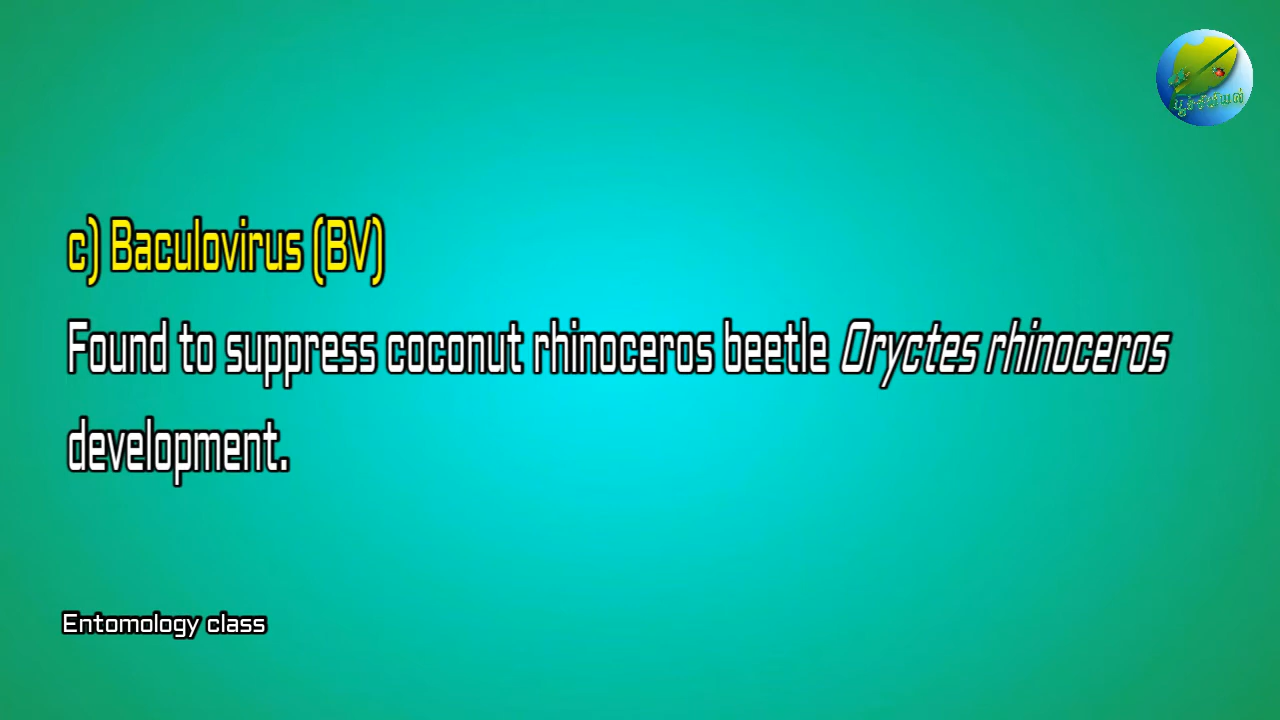 c) Baculovirus (BV)
Found to suppress coconut rhinoceros beetle Oryctes rhinoceros
development.
Entomology class